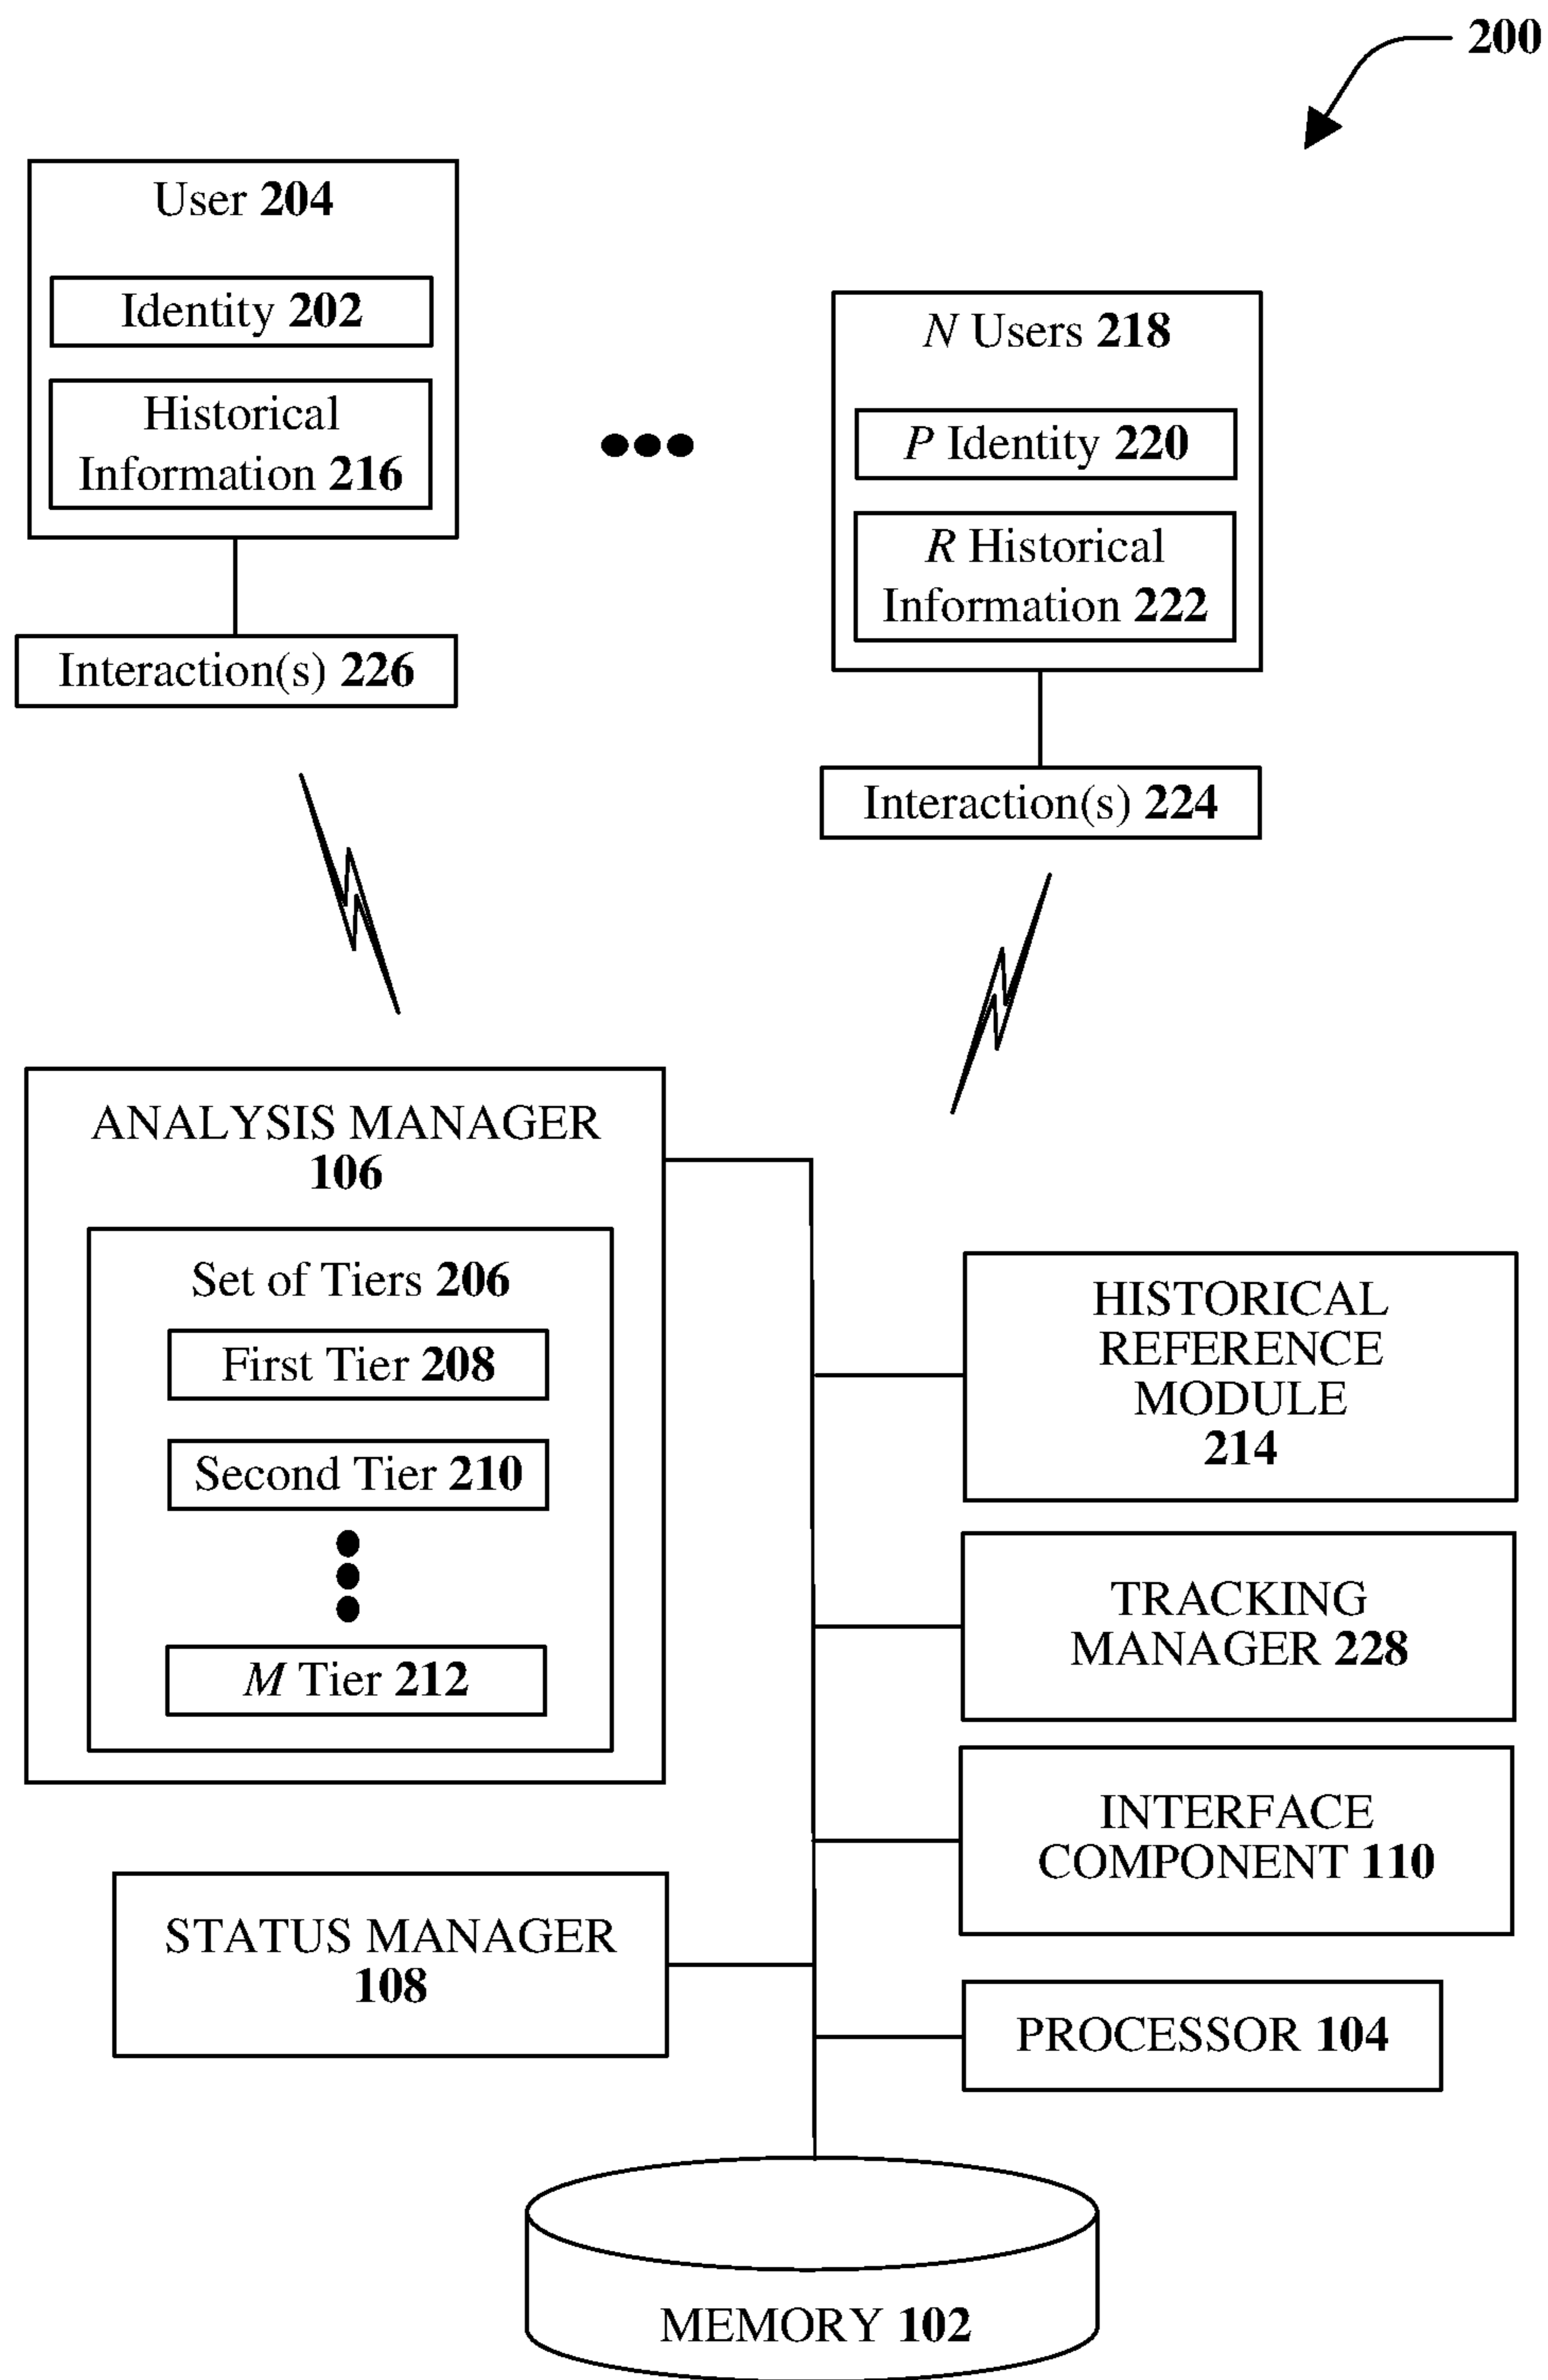 200
User 204
Identity 202
Historical
Information 216
Interaction(s) 226
N Users 218
P Identity 220
R Historical
Information 222
Interaction(s) 224
ANALYSIS MANAGER
106
Set of Tiers 206
First Tier 208
Second Tier 210
M Tier 212
HISTORICAL
REFERENCE
MODULE
214
TRACKING
MANAGER 228
INTERFACE
COMPONENT 110
STATUS MANAGER
108
PROCESSOR 104
MEMORY 102